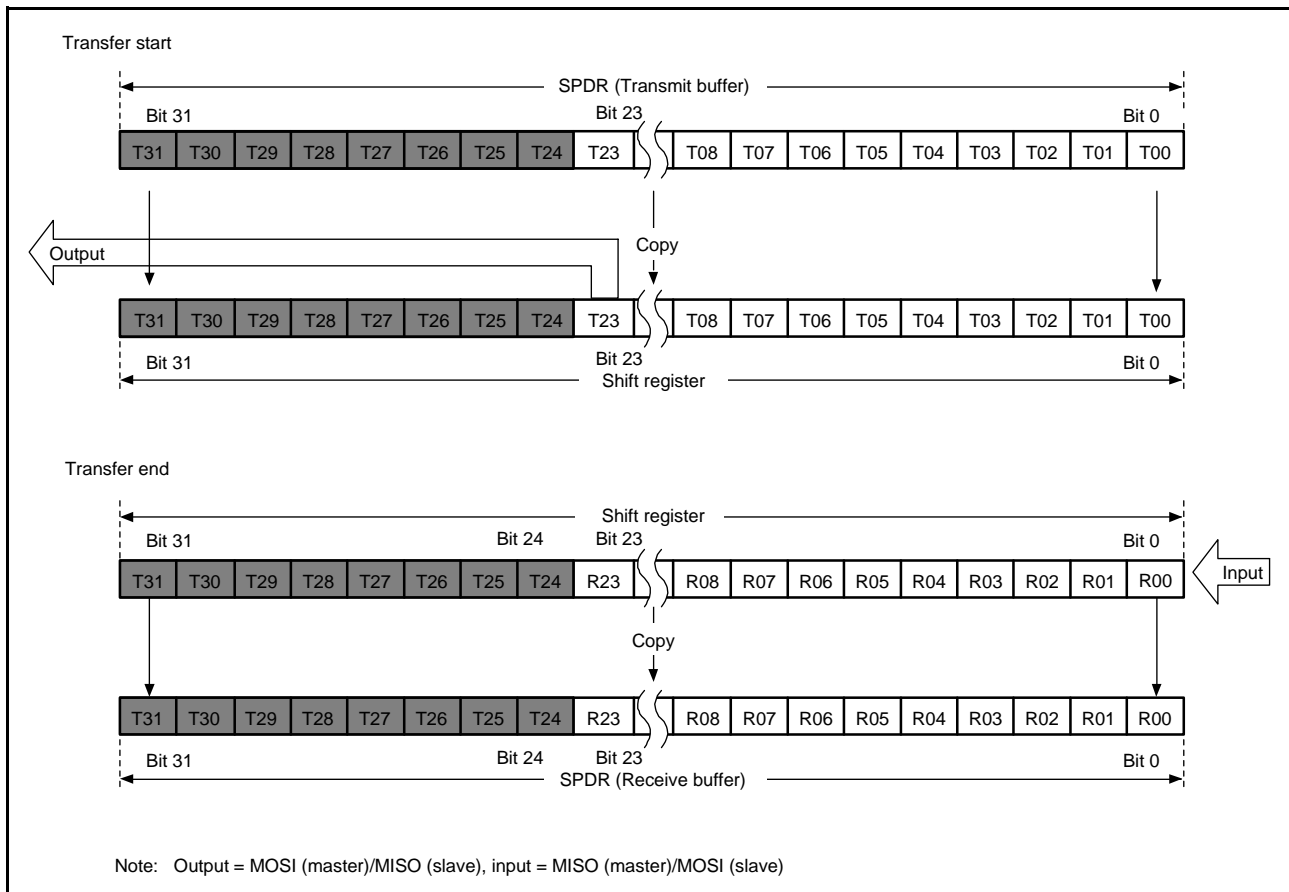 Transfer start
SPDR (Transmit buffer)
Bit 31 Bit 23 Bit 0
T31 T30 T29 T28 T27 T26 T25 T24 T23 T08 T07 T06 T05 T04 T03 T02 T01 T00
Output Copy
T31 T30 T29 T28 T27 T26 T25 T24 T23 T08 T07 T06 T05 T04 T03 T02 T01 T00
Bit 31 Bit 23 Bit 0
Shift register
Transfer end
Shift register
Bit 31 Bit 24 Bit 23 Bit 0
T31 T30 T29 T28 T27 T26 T25 T24 R23 R08 R07 R06 R05 R04 R03 R02 R01 R00 Input
Copy
T31 T30 T29 T28 T27 T26 T25 T24 R23 R08 R07 R06 R05 R04 R03 R02 R01 R00
Bit 31 Bit 24 Bit 23 Bit 0
SPDR (Receive buffer)
Note: Output = MOSI (master)/MISO (slave), input = MISO (master)/MOSI (slave)